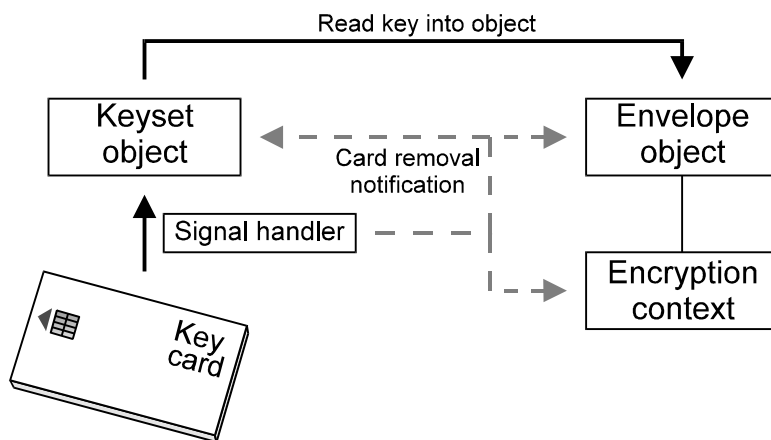 Read key into object
Keyset
object
Envelope
object
Card removal
notification
Signal handler
Encryption
context
Key
card